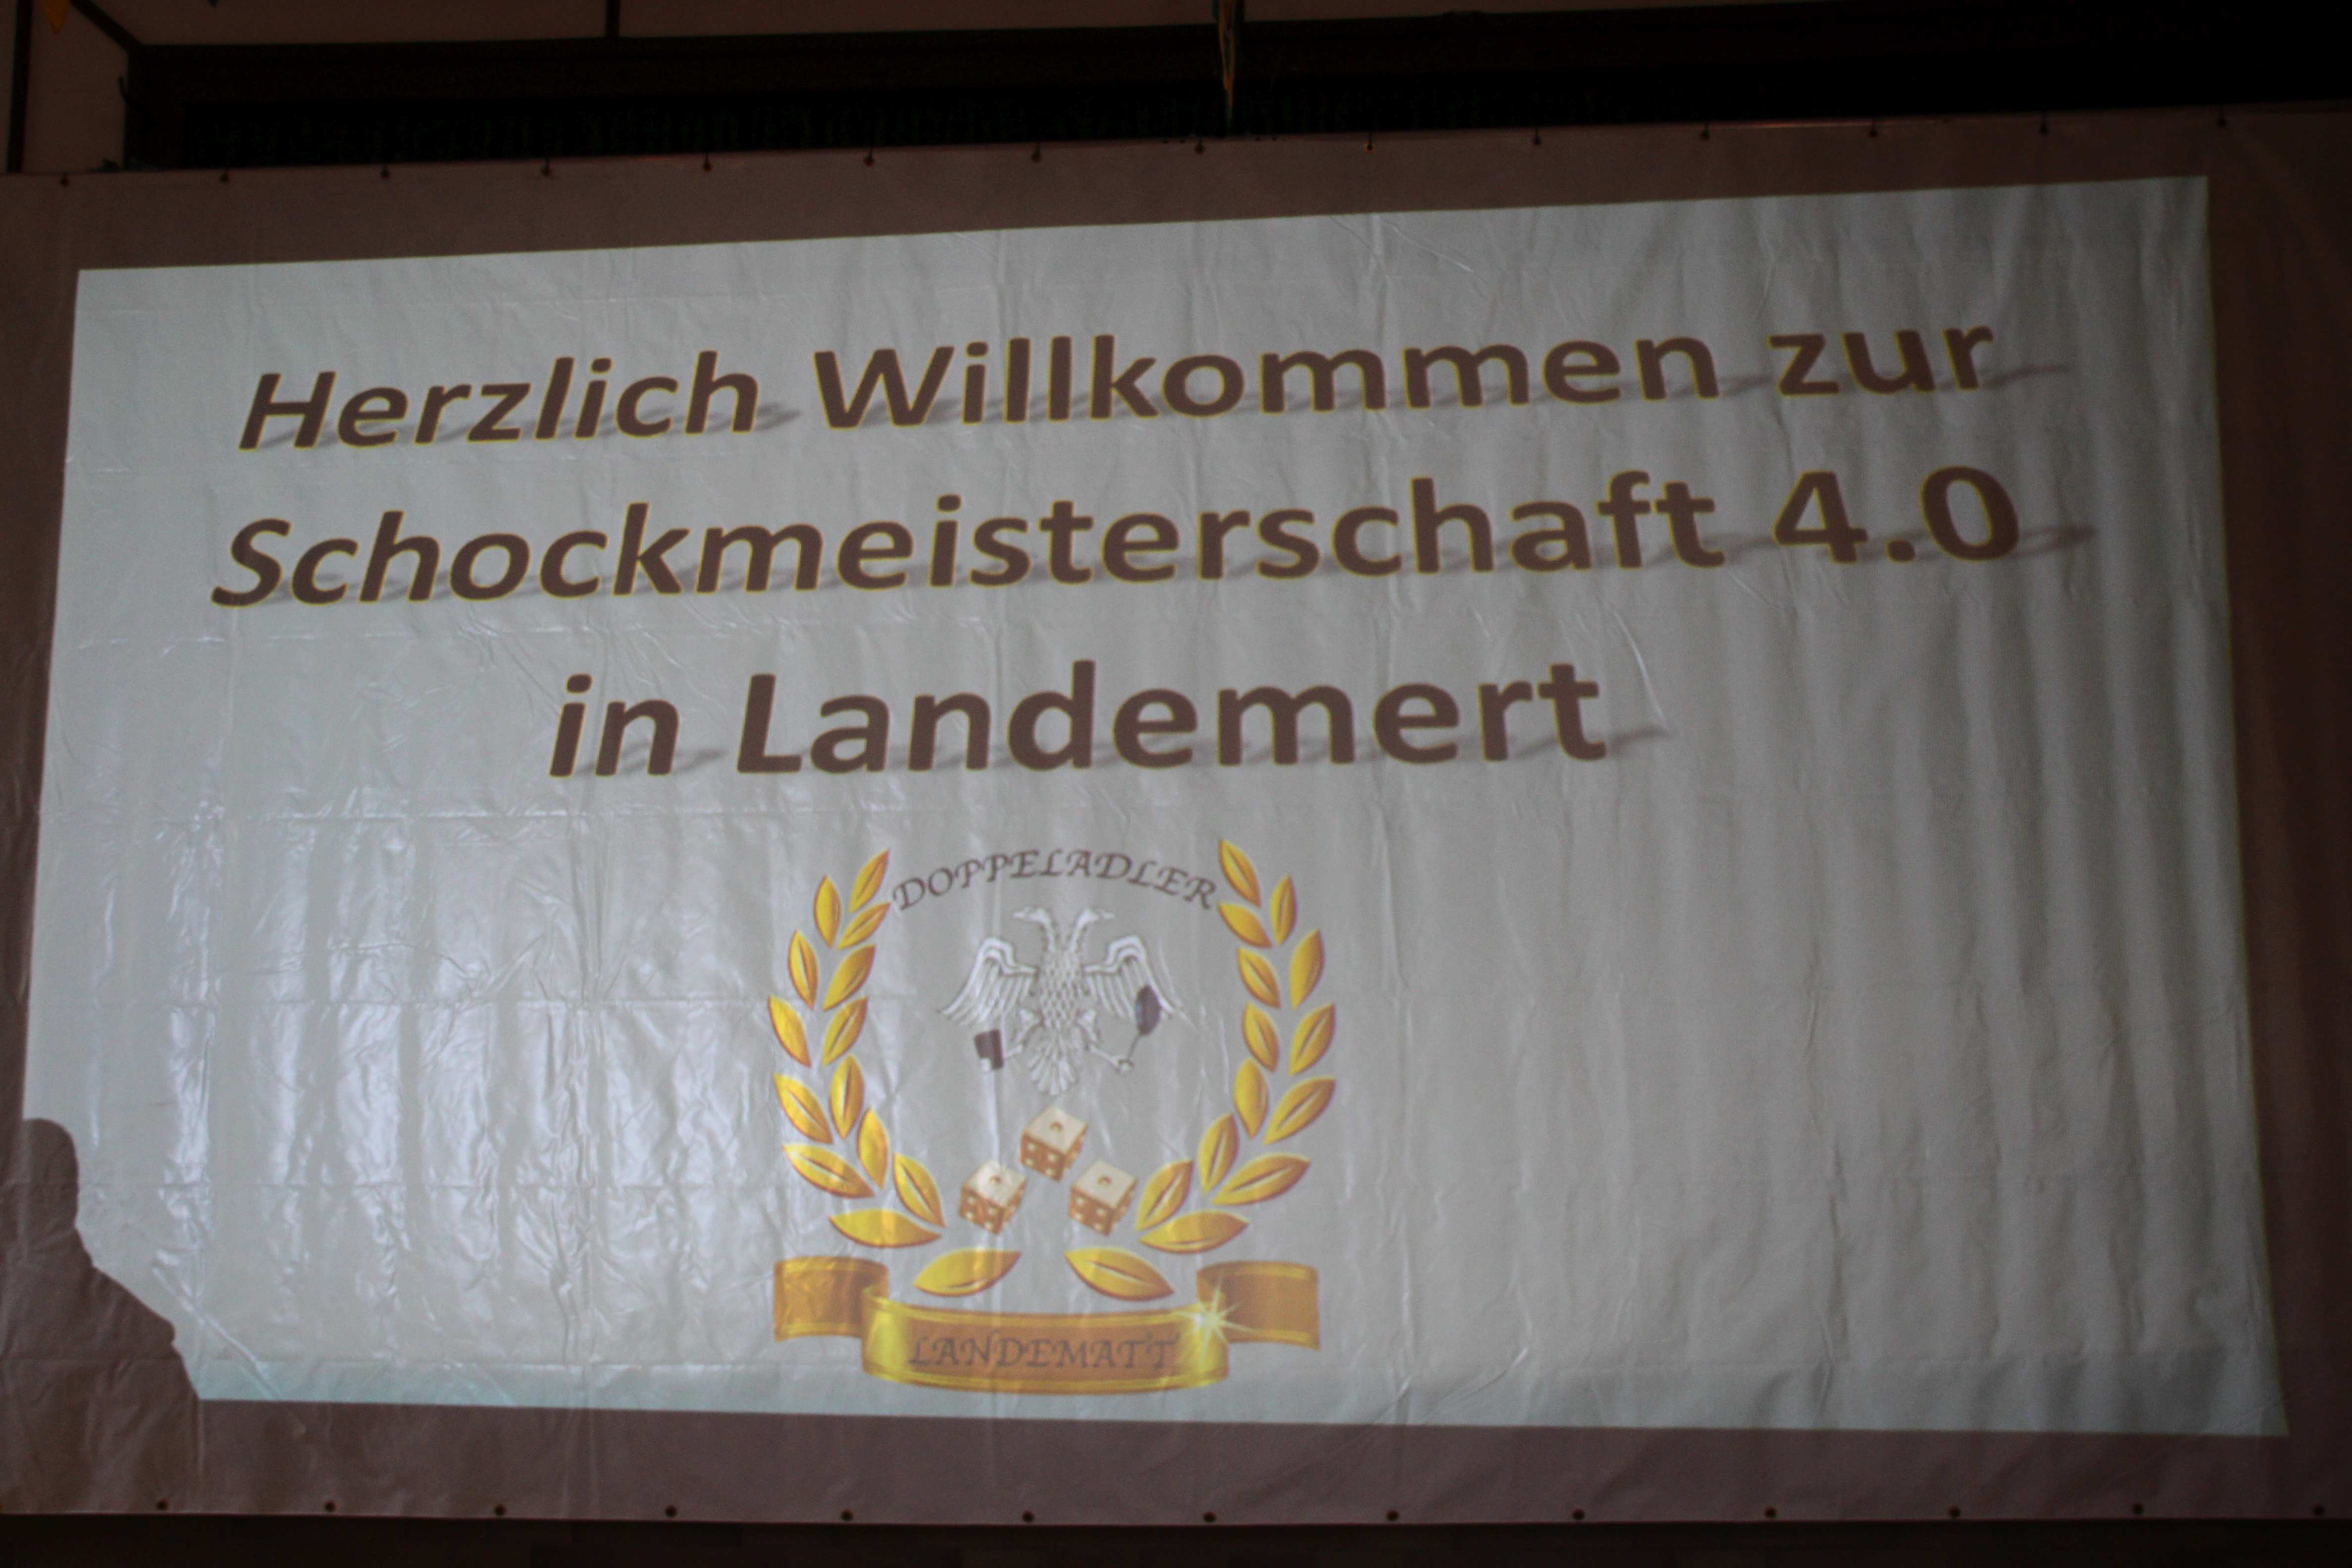 Herzlich Willkommen zur
Schockmeisterschaft 4.0
in Landemert
DOPPELADLER
LANDEMATT